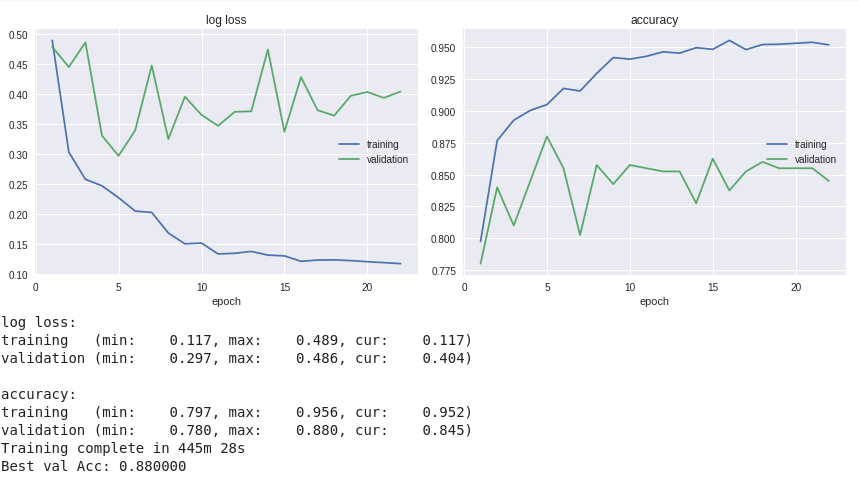 log loss
0.50
0.45
0.40
0.35
0.30
0.25
0.20
0.15
0.10
0 5 10 15 20
epoch
training
validation
accuracy
0.950
0.925
0.900
0.875
0.850
0.825
0.800
0.775
0 5 10 15 20
epoch
training
validation
log loss:
training   (min:    0.117, max:    0.489, cur:    0.117)
validation (min:    0.297, max:    0.486, cur:    0.404)
accuracy:
training   (min:    0.797, max:    0.956, cur:    0.952)
validation (min:    0.780, max:    0.880, cur:    0.845)
Training complete in 445m 28s
Best val Acc: 0.880000